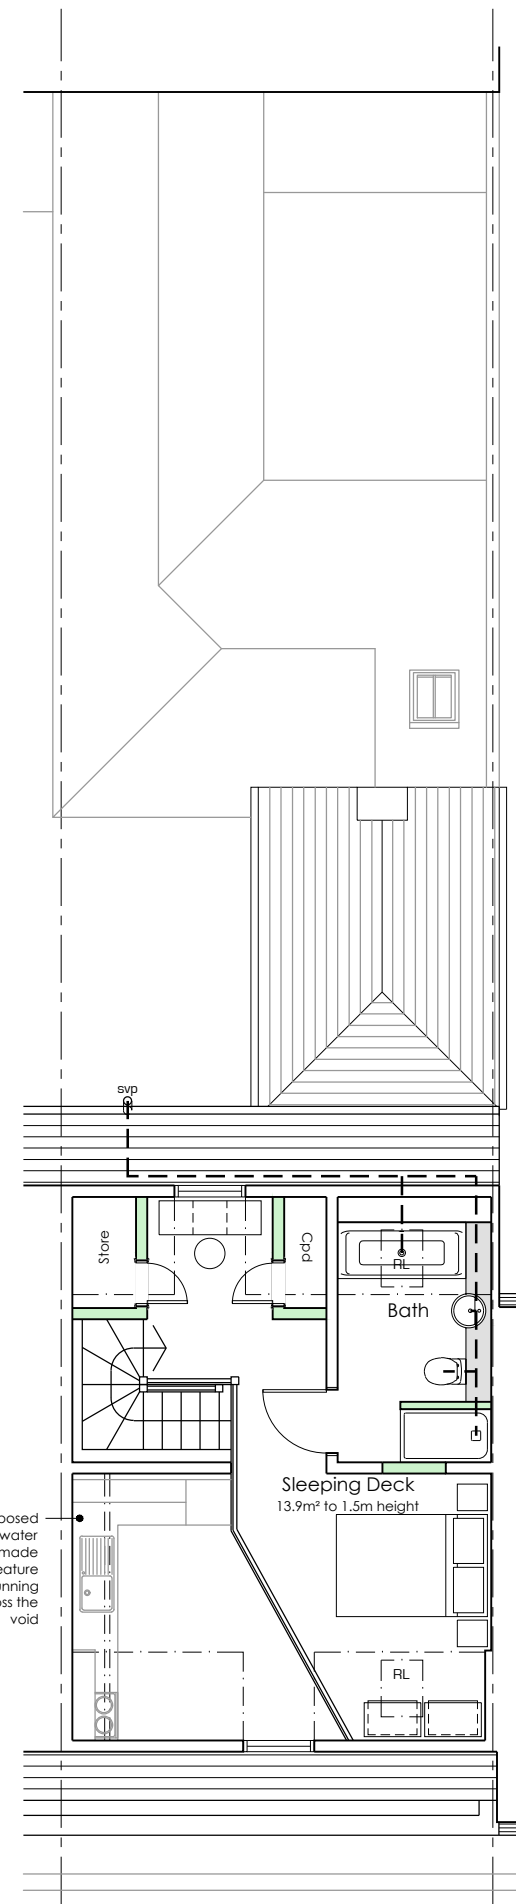 svp
Store
Cpd
RL
Bath
Sleeping Deck
13.9m² to 1.5m height
posed
water
made
eature
unning
oss the
void
RL